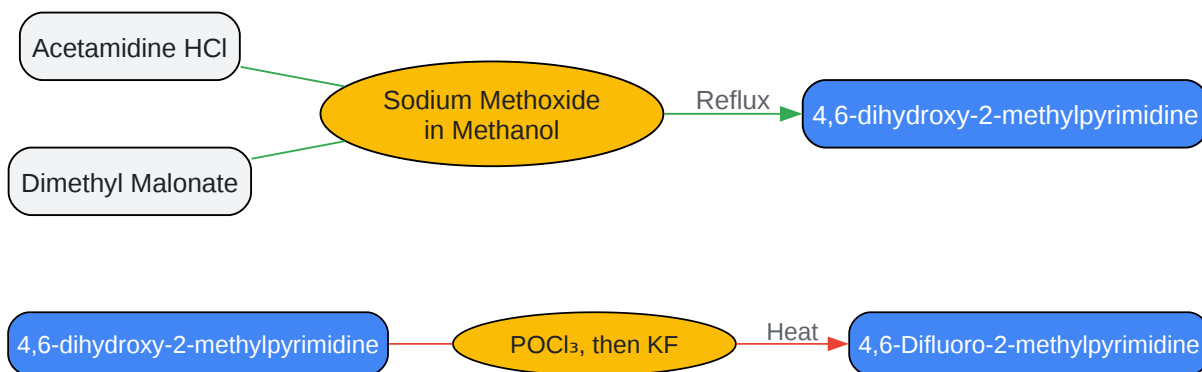 Acetamidine HCl
Dimethyl Malonate
Sodium Methoxide
in Methanol
Reflux
4,6-dihydroxy-2-methylpyrimidine
4,6-dihydroxy-2-methylpyrimidine
POCl₃, then KF
Heat
4,6-Difluoro-2-methylpyrimidine